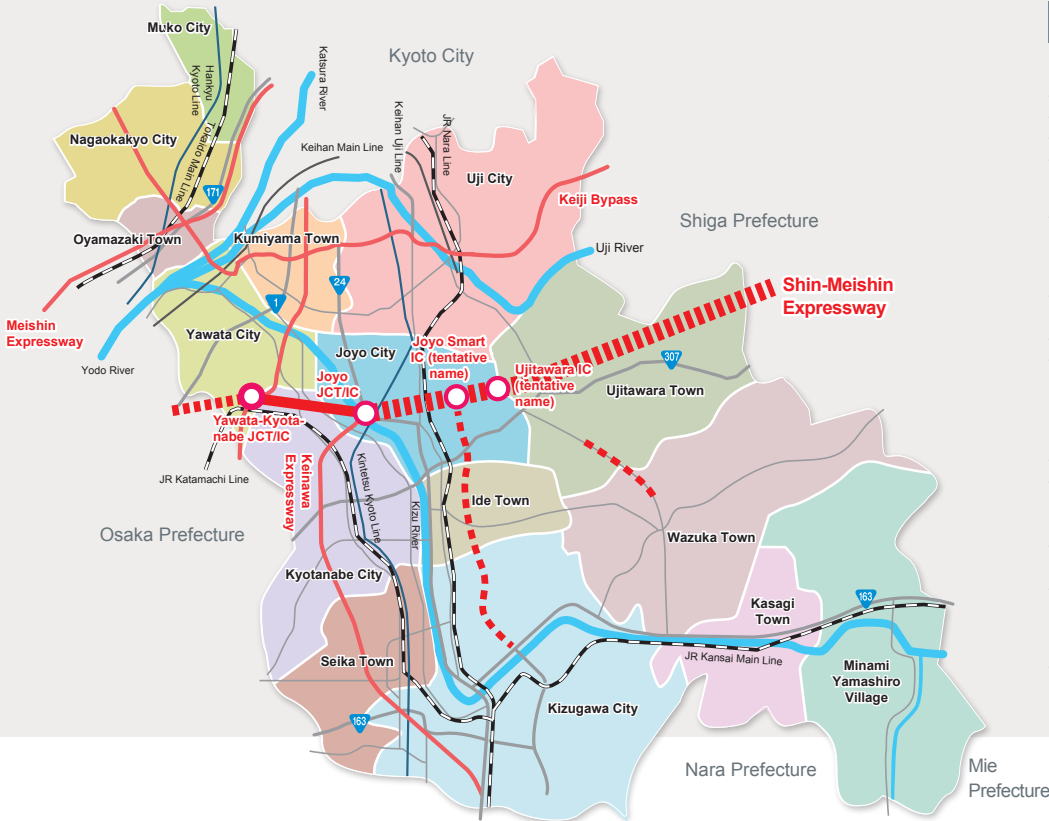 Muko City
Kyoto City
Hankyu
Kyoto Line
Katsura River
Nagaokakyo City
Tokaido Main Line
Keihan Main Line
Keihan Uji Line
JR Nara Line
Uji City
171
Keiji Bypass
Shiga Prefecture
Oyamazaki Town
Kumiyama Town
Uji River
24
1
Shin-Meishin
Expressway
Meishin
Expressway
Yawata City
Joyo City
Joyo Smart
IC (tentative
name)
307
Yodo River
Joyo
JCT/IC
Ujitawara IC
(tentative
name)
Ujitawara Town
Yawata-Kyota-
nabe JCT/IC
JR Katamachi Line
Keinawa
Expressway
Kintetsu Kyoto Line
Kizu River
Ide Town
Osaka Prefecture
Wazuka Town
Kyotanabe City
Kasagi
Town
163
Seika Town
JR Kansai Main Line
Minami
Yamashiro
Village
Kizugawa City
163
Nara Prefecture
Mie
Prefecture